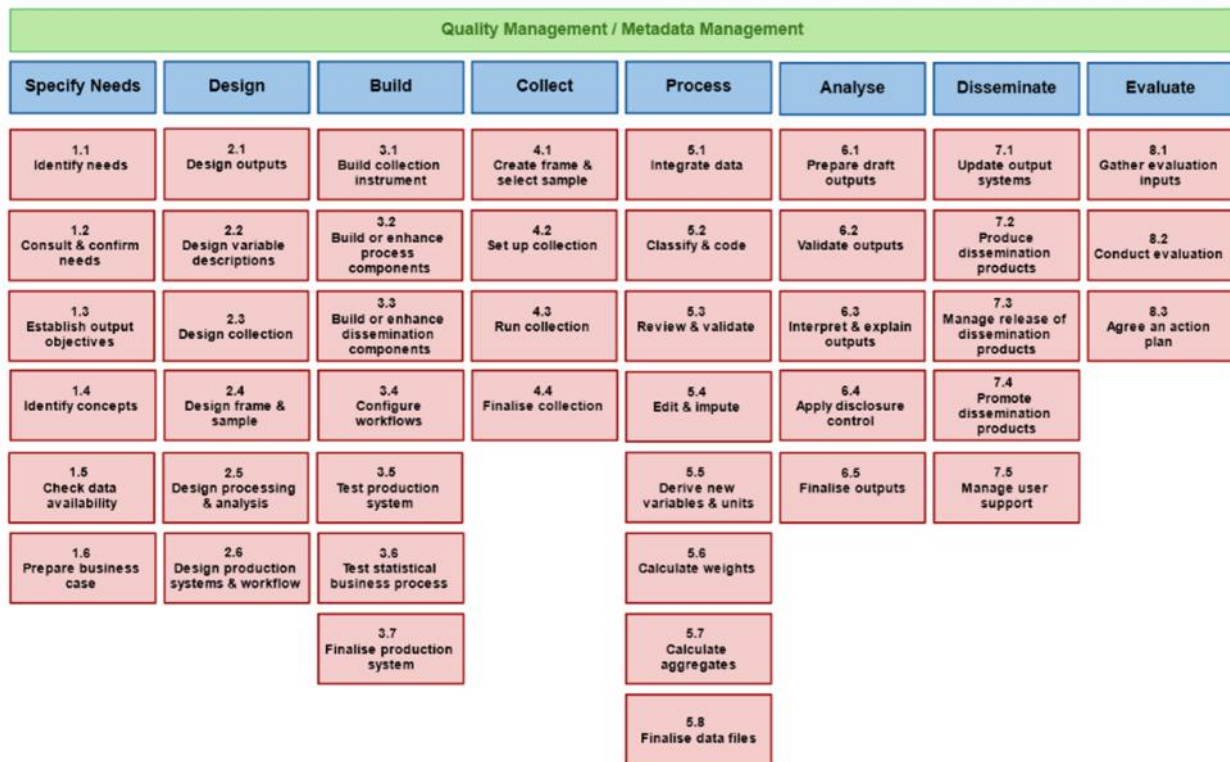 Quality Management / Metadata Management
Specify Needs
Design
Build
Collect
Process
Analyse
Disseminate
Evaluate
1.1
Identify needs
2.1
Design outputs
3.1
Build collection
instrument
4.1
Create frame &
select sample
5.1
Integrate data
6.1
Prepare draft
outputs
7.1
Update output
systems
8.1
Gather evaluation
inputs
1.2
Consult & confirm
needs
2.2
Design variable
descriptions
3.2
Build or enhance
process
components
4.2
Set up collection
5.2
Classify & code
6.2
Validate outputs
7.2
Produce
dissemination
products
8.2
Conduct evaluation
1.3
Establish output
objectives
2.3
Design collection
3.3
Build or enhance
dissemination
components
4.3
Run collection
5.3
Review & validate
6.3
Interpret & explain
outputs
7.3
Manage release of
dissemination
products
8.3
Agree an action
plan
1.4
Identify concepts
2.4
Design frame &
sample
3.4
Configure
workflows
4.4
Finalise collection
5.4
Edit & impute
6.4
Apply disclosure
control
7.4
Promote
dissemination
products
1.5
Check data
availability
2.5
Design processing
& analysis
3.5
Test production
system
5.5
Derive new
variables & units
6.5
Finalise outputs
7.5
Manage user
support
1.6
Prepare business
case
2.6
Design production
systems & workflow
3.6
Test statistical
business process
5.6
Calculate weights
3.7
Finalise production
system
5.7
Calculate
aggregates
5.8
Finalise data files